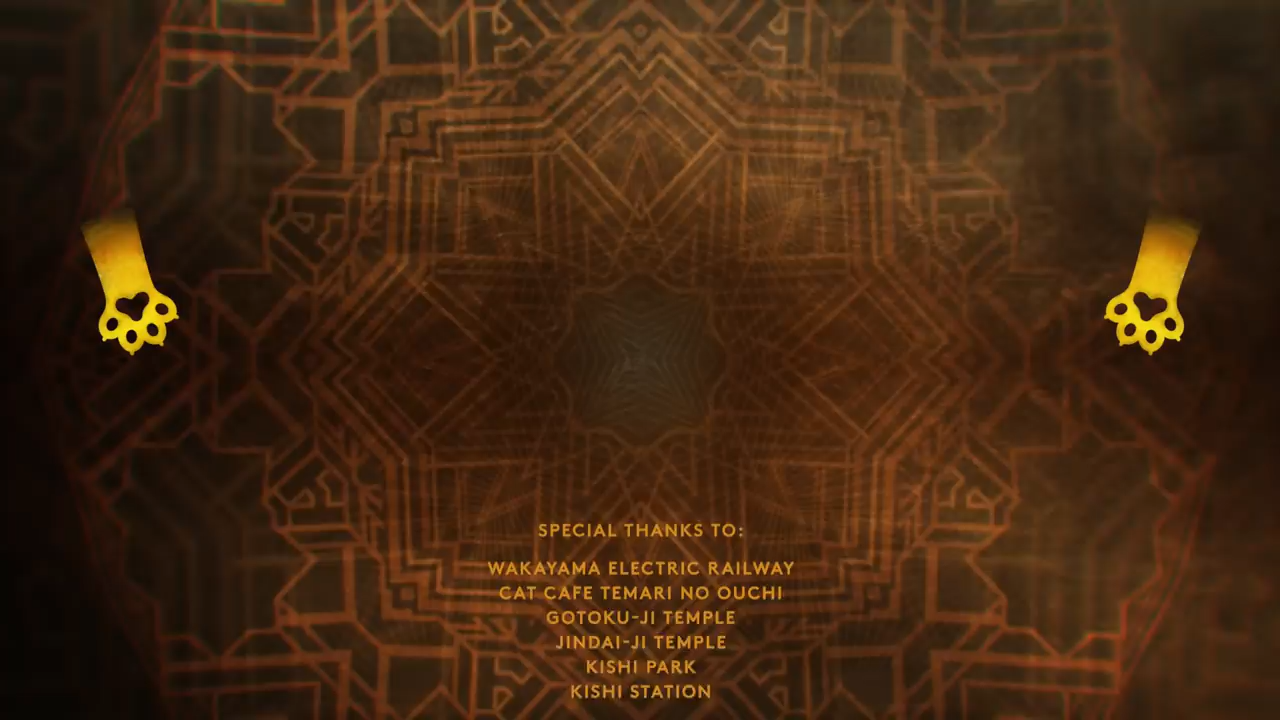 SPECIAL THANKS TO:
WAKAYAMA ELECTRIC RAILWAY
CAT CAFE TEMARI NO OUCHI
GOTOKU-JI TEMPLE
JINDAI-JI TEMPLE
KISHI PARK
KISHI STATION